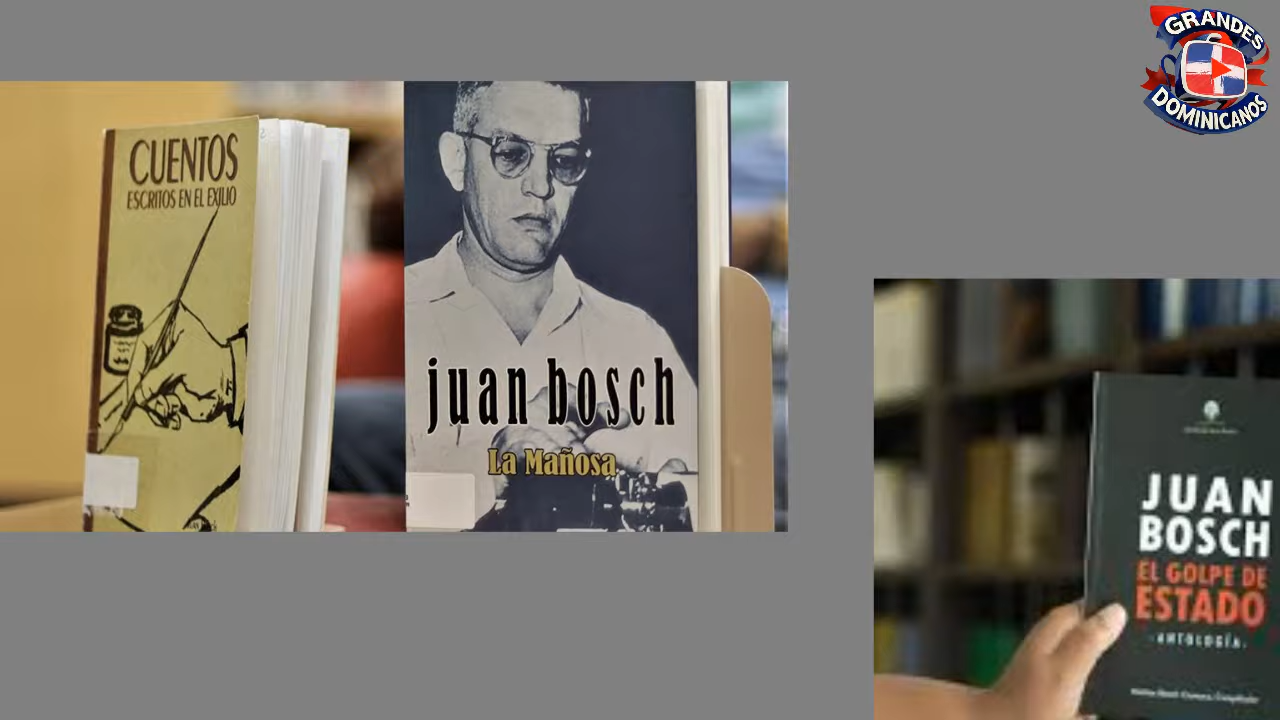 CUENTOS
ESCRITOS EN EL EXILIO
juan bosch
La Mañosa
GRANDES
DOMINICANOS
JUAN
BOSCH
EL GOLPE DE
ESTADO
·ANTOLOGÍA·